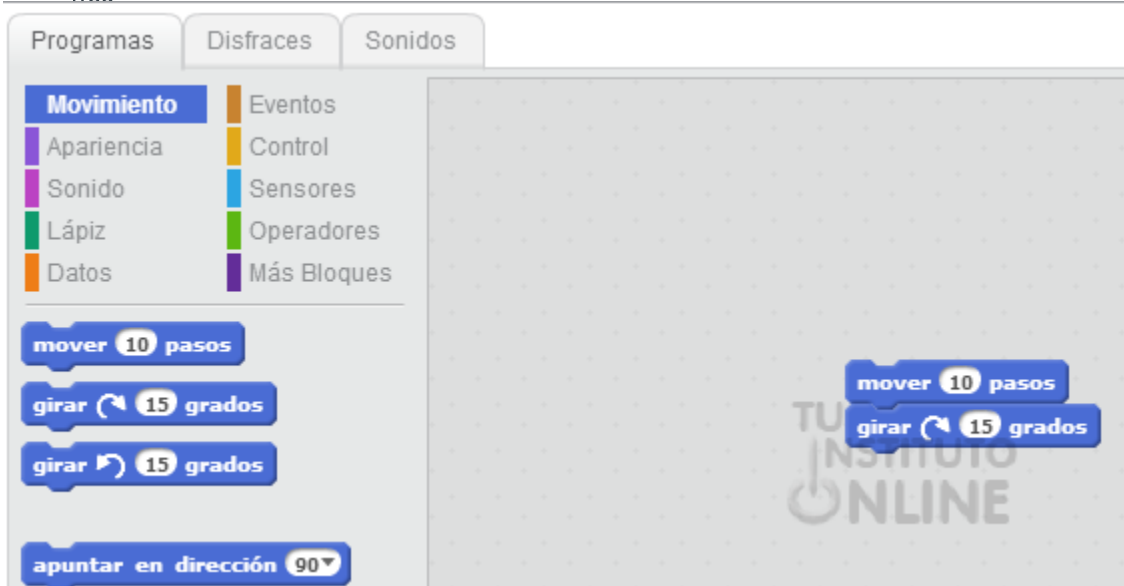 Programas Disfraces Sonidos
Movimiento Eventos
Apariencia Control
Sonido Sensores
Lápiz Operadores
Datos Más Bloques
mover 10 pasos
girar 15 grados
girar 15 grados
apuntar en dirección 90
mover 10 pasos
girar 15 grados
TU
INSTITUTO
ONLINE